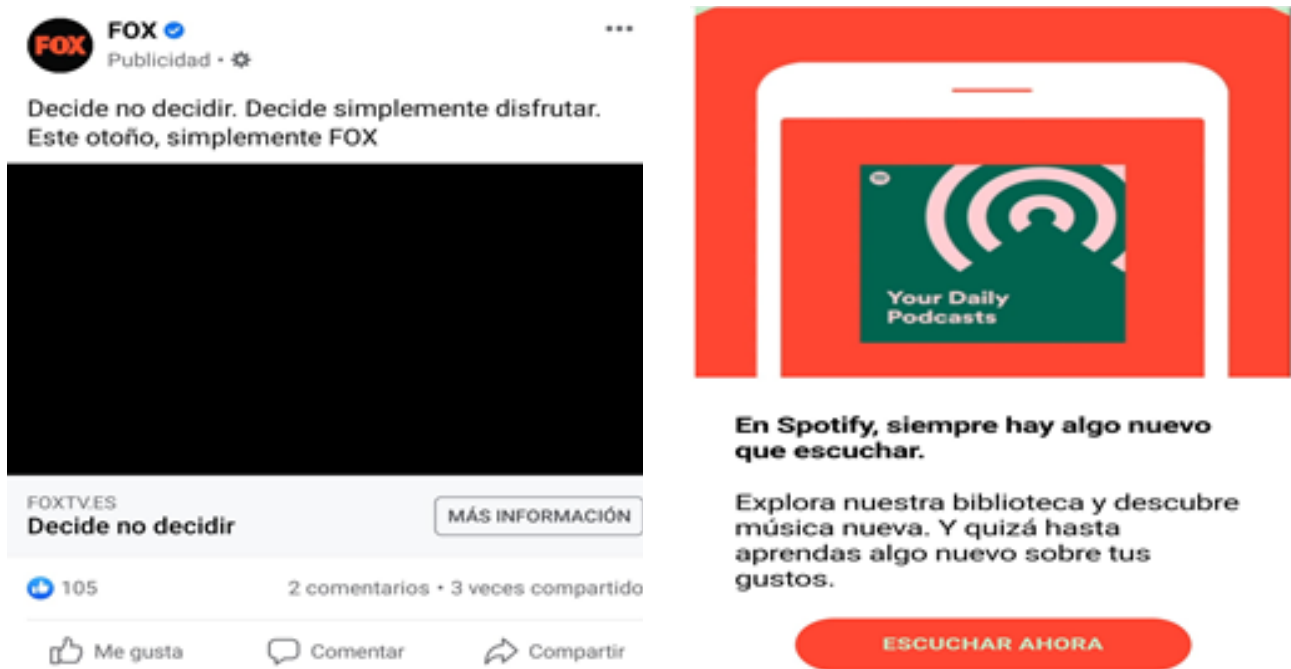 FOX
FOX
Publicidad
Decide no decidir. Decide simplemente disfrutar.
Este otoño, simplemente FOX
FOXTV.ES
Decide no decidir
MÁS INFORMACIÓN
105
2 comentarios • 3 veces compartido
Me gusta
Comentar
Compartir
Your Daily
Podcasts
En Spotify, siempre hay algo nuevo
que escuchar.
Explora nuestra biblioteca y descubre
música nueva. Y quizá hasta
aprendas algo nuevo sobre tus
gustos.
ESCUCHAR AHORA